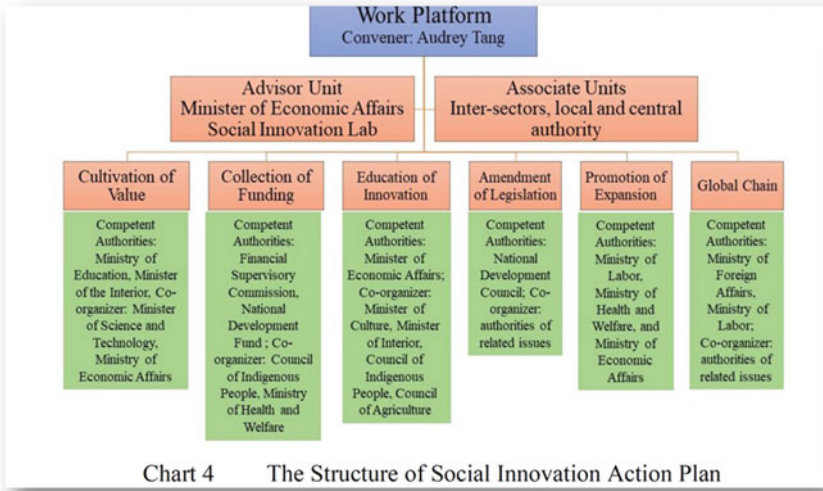 Work Platform
Convener: Audrey Tang
Advisor Unit
Minister of Economic Affairs
Social Innovation Lab
Associate Units
Inter-sectors, local and central
authority
Cultivation of
Value
Competent
Authorities:
Ministry of
Education, Minister
of the Interior, Co-
organizer: Minister
of Science and
Technology,
Ministry of
Economic Affairs
Collection of
Funding
Competent
Authorities:
Financial
Supervisory
Commission,
National
Development
Fund ; Co-
organizer: Council
of Indigenous
People, Ministry
of Health and
Welfare
Education of
Innovation
Competent
Authorities:
Minister of
Economic Affairs;
Co-organizer:
Minister of
Culture, Minister
of Interior,
Council of
Indigenous
People, Council
of Agriculture
Amendment
of Legislation
Competent
Authorities:
National
Development
Council; Co-
organizer:
authorities of
related issues
Promotion of
Expansion
Competent
Authorities:
Ministry of
Labor,
Ministry of
Health and
Welfare, and
Ministry of
Economic
Affairs
Global Chain
Competent
Authorities:
Ministry of
Foreign
Affairs,
Ministry of
Labor;
Co-organizer:
authorities of
related issues
Chart 4 The Structure of Social Innovation Action Plan